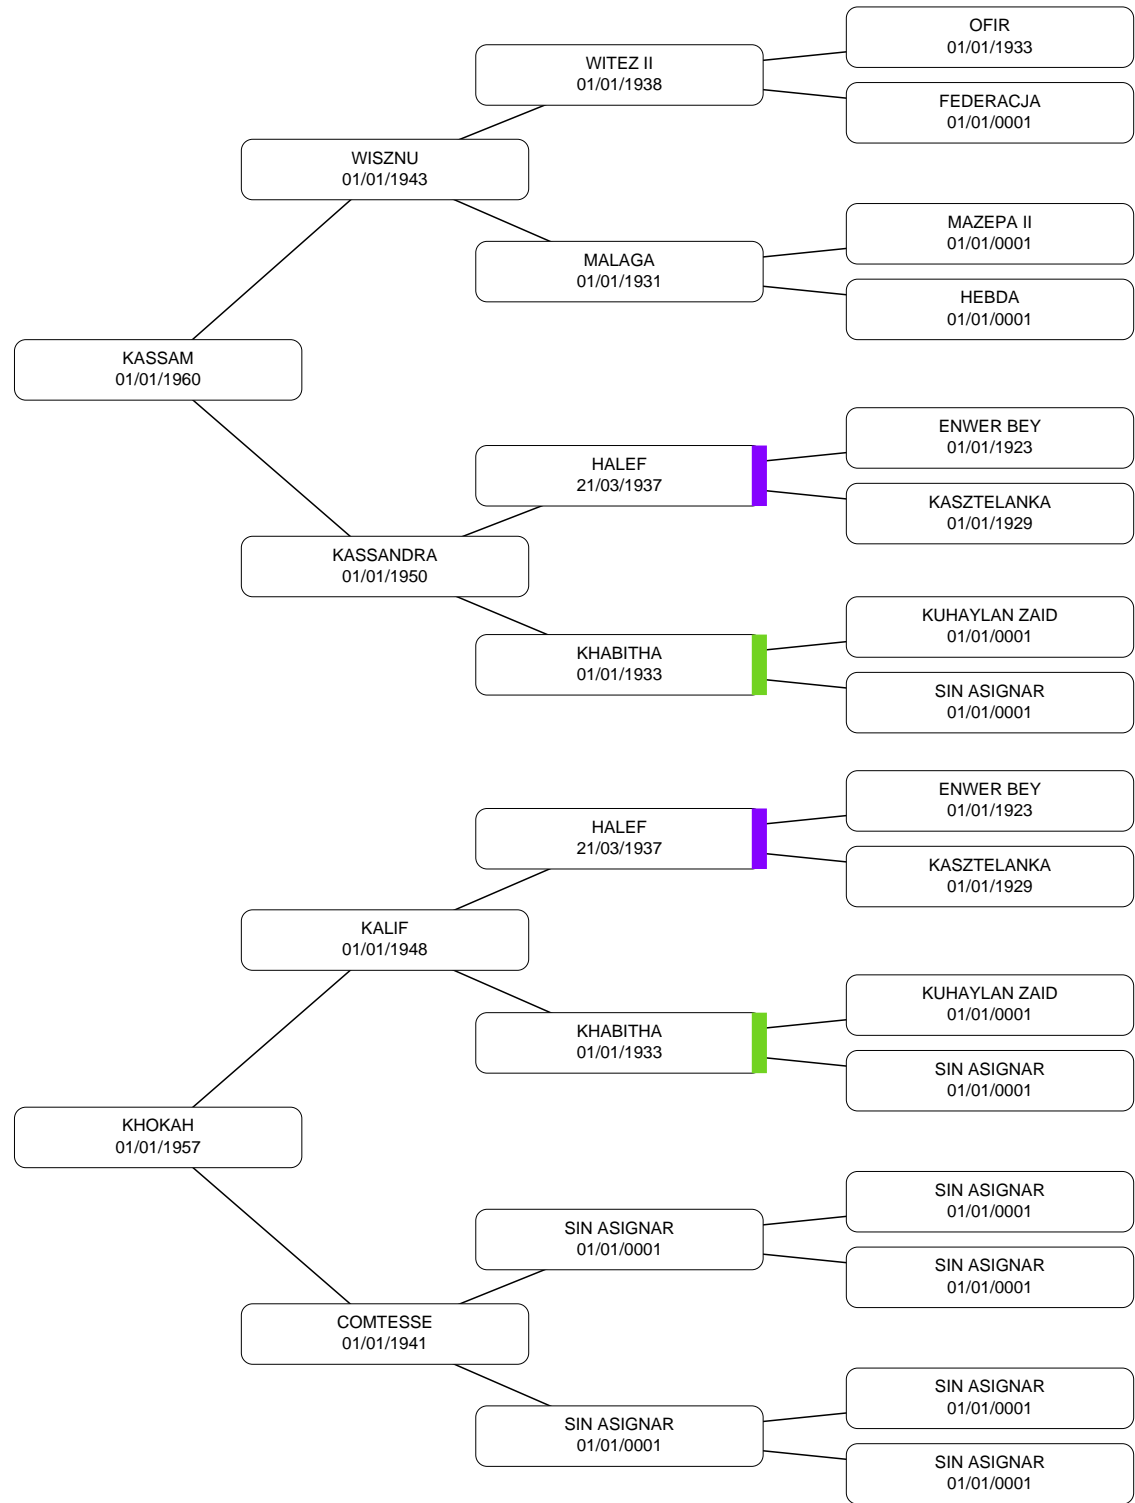 OFIR
01/01/1933
WITEZ II
01/01/1938
FEDERACJA
01/01/0001
WISZNU
01/01/1943
MAZEPA II
01/01/0001
MALAGA
01/01/1931
HEBDA
01/01/0001
KASSAM
01/01/1960
ENWER BEY
01/01/1923
HALEF
21/03/1937
KASZTELANKA
01/01/1929
KASSANDRA
01/01/1950
KUHAYLAN ZAID
01/01/0001
KHABITHA
01/01/1933
SIN ASIGNAR
01/01/0001
ENWER BEY
01/01/1923
HALEF
21/03/1937
KASZTELANKA
01/01/1929
KALIF
01/01/1948
KUHAYLAN ZAID
01/01/0001
KHABITHA
01/01/1933
SIN ASIGNAR
01/01/0001
KHOKAH
01/01/1957
SIN ASIGNAR
01/01/0001
SIN ASIGNAR
01/01/0001
SIN ASIGNAR
01/01/0001
COMTESSE
01/01/1941
SIN ASIGNAR
01/01/0001
SIN ASIGNAR
01/01/0001
SIN ASIGNAR
01/01/0001